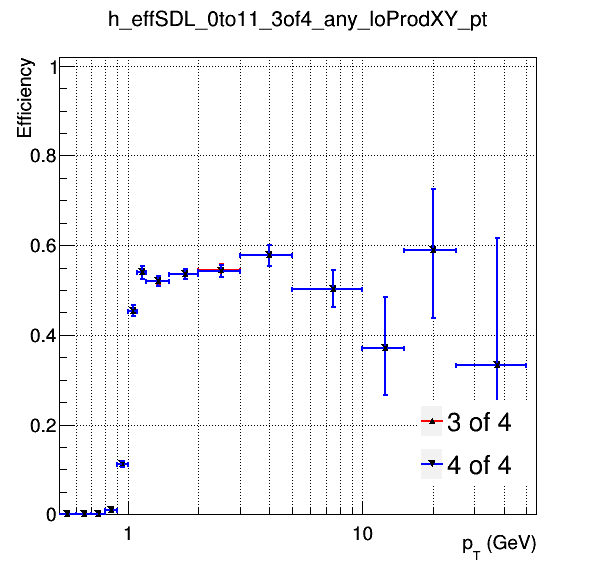 h_effSDL_0to11_3of4_any_loProdXY_pt
Efficiency
1
0.8
0.6
0.4
0.2
0
3 of 4
4 of 4
1
10
p_T (GeV)